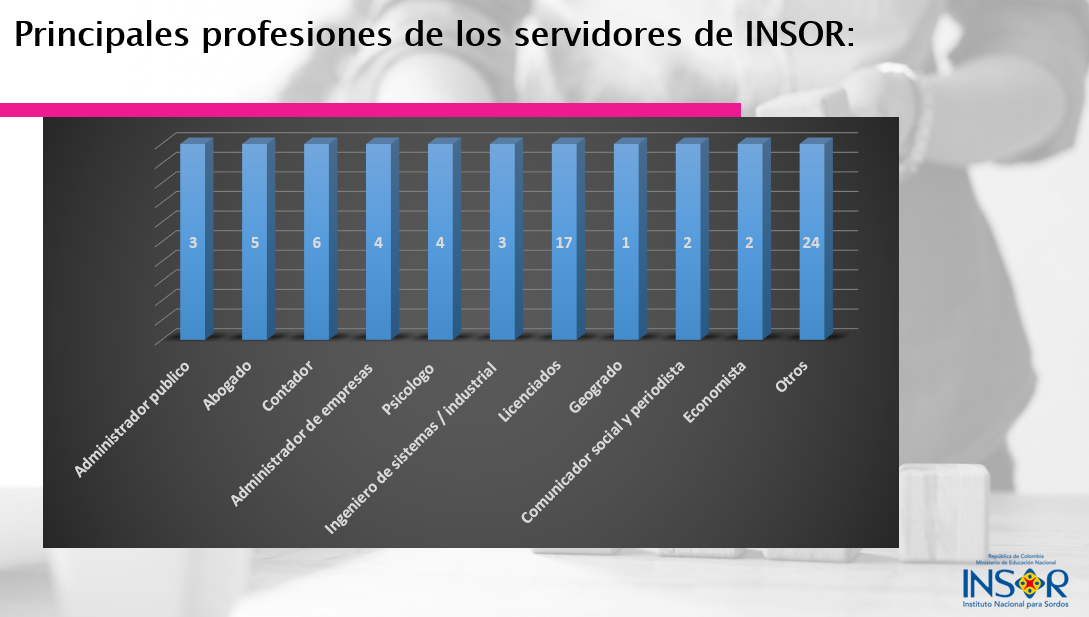 Principales profesiones de los servidores de INSOR:
3 5 6 4 4 3 17 1 2 2 24
Administrador publico
Abogado
Contador
Administrador de empresas
Psicologo
Ingeniero de sistemas / industrial
Licenciados
Geogrado
Comunicador social y periodista
Economista
Otros
República de Colombia
Ministerio de Educación Nacional
INSOR
Instituto Nacional para Sordos